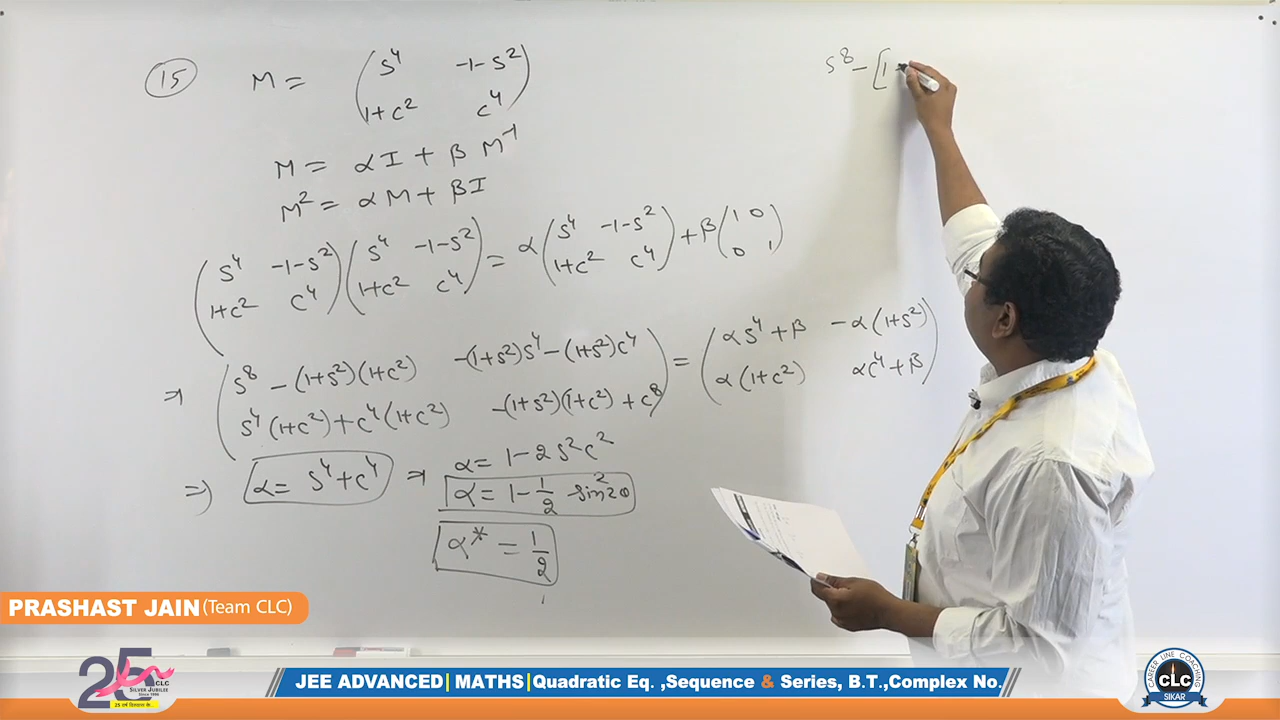 15 M = ( s⁴ -1-s²
1+c² c⁴ )
M = αI + β M⁻¹
M² = αM + βI
( s⁴ -1-s² 1+c² c⁴ ) ( s⁴ -1-s² 1+c² c⁴ ) = α ( s⁴ -1-s² 1+c² c⁴ ) + β ( 1 0 0 1 )
⇒ ( s⁸ - (1+s²)(1+c²) -(1+s²)s⁴ - (1+s²)c⁴ ) = ( αs⁴ + β - α(1+s²)
s⁴(1+c²) + c⁴(1+c²) -(1+s²)(1+c²) + c⁸ ) α(1+c²) αc⁴ + β )
⇒ α = s⁴ + c⁴ ⇒ α = 1 - 2s²c²
α = 1 - 1/2 sin²2θ
α* = 1/2
s⁸ - [1 +
PRASHAST JAIN (Team CLC)
25 CLC
SILVER JUBILEE
Since 1996
JEE ADVANCED | MATHS | Quadratic Eq. ,Sequence & Series, B.T.,Complex No.
CAREER LINE COACHING
CLC
SIKAR